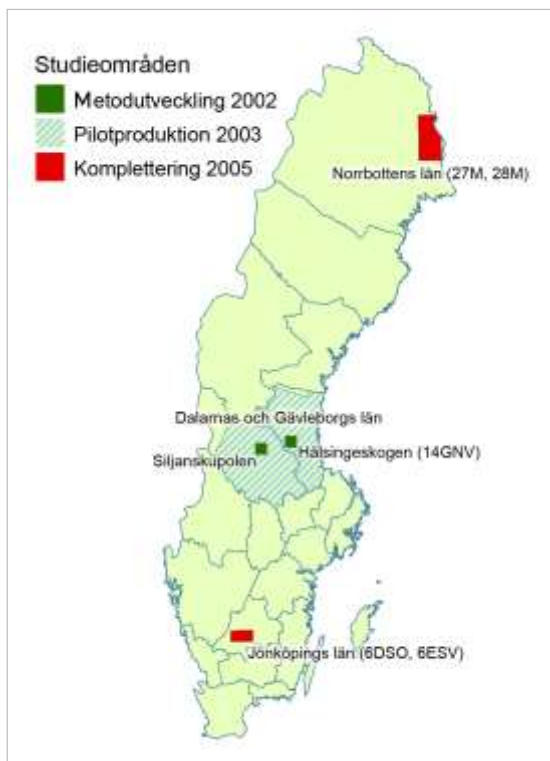 Studieområden
Metodutveckling 2002
Pilotproduktion 2003
Komplettering 2005
Norrbottens län (27M, 28M)
Dalarnas och Gävleborgs län
Siljanskupolen
Hälsingeskogen (14GNV)
Jönköpings län (6DSO, 6ESV)